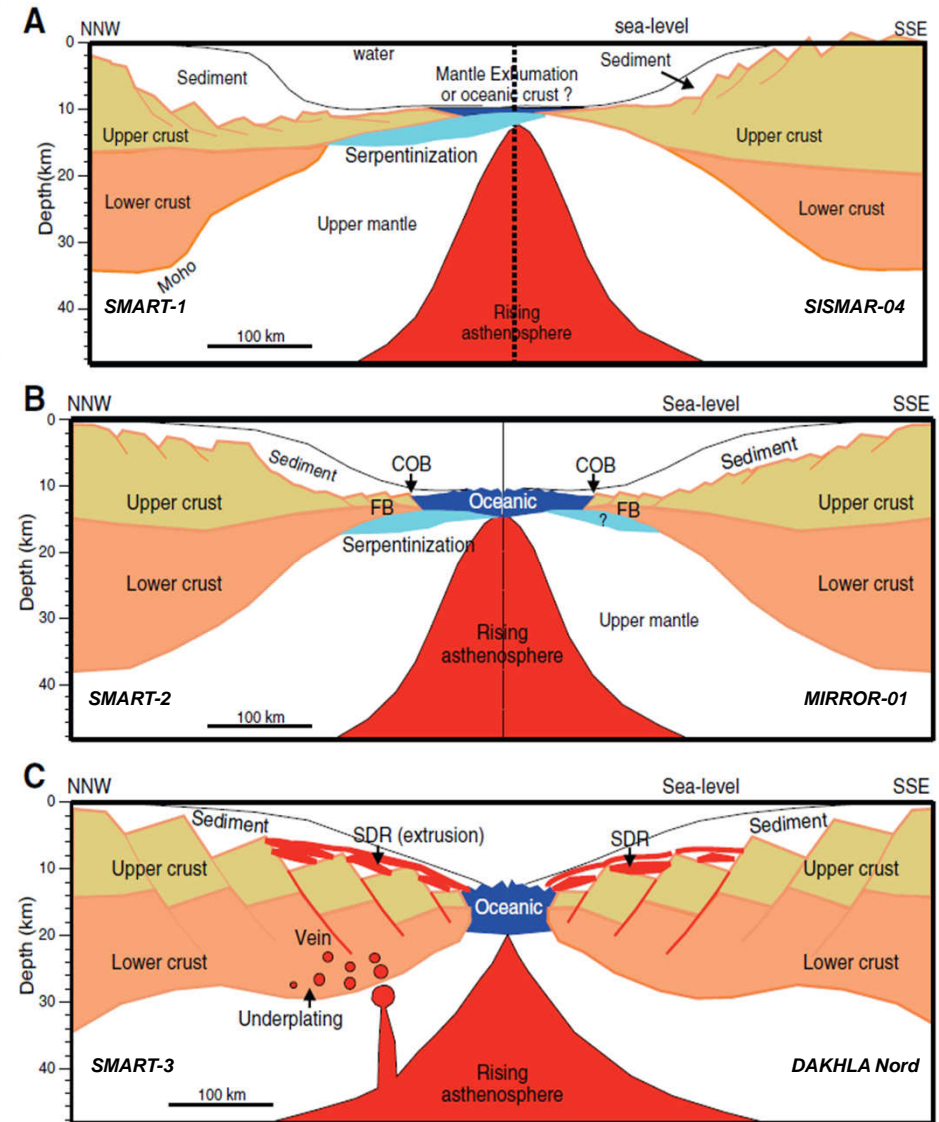 A
NNW
sea-level
SSE
0
water
Sediment
Sediment
Mantle Exhumation
or oceanic crust ?
10
Upper crust
Upper crust
Serpentinization
20
Depth(km)
Lower crust
Lower crust
Upper mantle
30
Moho
40
SMART-1
Rising
asthenosphere
SISMAR-04
100 km
B
NNW
Sea-level
SSE
0
Sediment
Sediment
COB
COB
10
Upper crust
FB
Oceanic
FB
Upper crust
?
Serpentinization
20
Depth (km)
Lower crust
Lower crust
30
Upper mantle
Rising
asthenosphere
40
SMART-2
MIRROR-01
100 km
C
NNW
Sea-level
SSE
0
Sediment
Sediment
SDR (extrusion)
SDR
10
Upper crust
Upper crust
Oceanic
20
Depth (km)
Vein
Lower crust
Lower crust
30
Underplating
40
SMART-3
Rising
asthenosphere
DAKHLA Nord
100 km